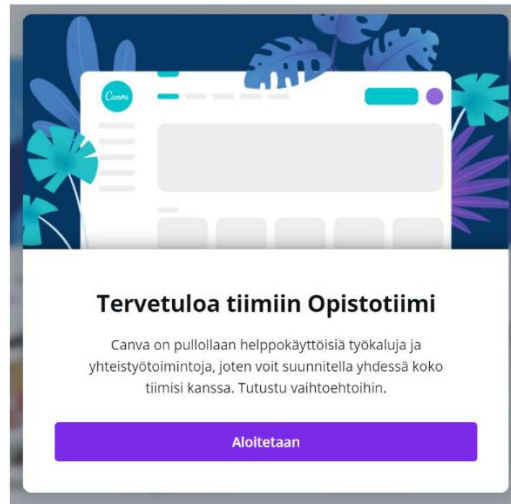 Canva
Tervetuloa tiimiin Opistotiimi
Canva on pullollaan helppokäyttöisiä työkaluja ja
yhteistyötoimintoja, joten voit suunnitella yhdessä koko
tiimisi kanssa. Tutustu vaihtoehtoihin.
Aloitetaan